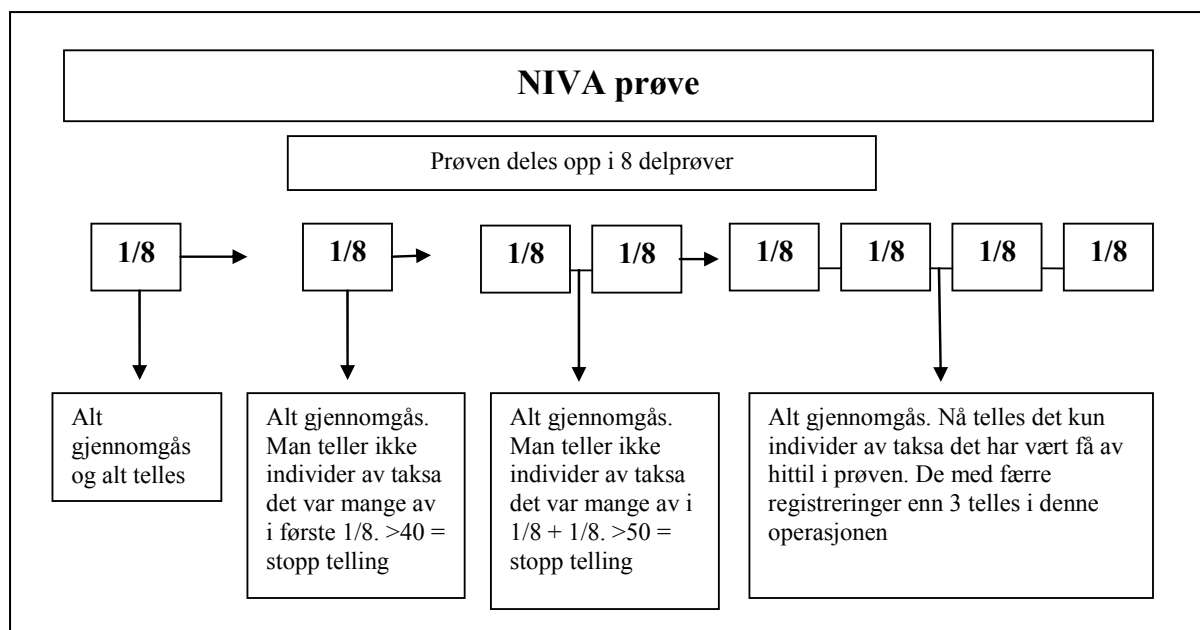 NIVA prøve
Prøven deles opp i 8 delprøver
1/8
1/8
1/8
1/8
1/8
1/8
1/8
1/8
Alt
gjennomgås
og alt telles
Alt gjennomgås.
Man teller ikke
individer av taksa
det var mange av
i første 1/8. >40 =
stopp telling
Alt gjennomgås.
Man teller ikke
individer av taksa
det var mange av i
1/8 + 1/8. >50 =
stopp telling
Alt gjennomgås. Nå telles det kun
individer av taksa det har vært få av
hittil i prøven. De med færre
registreringer enn 3 telles i denne
operasjonen